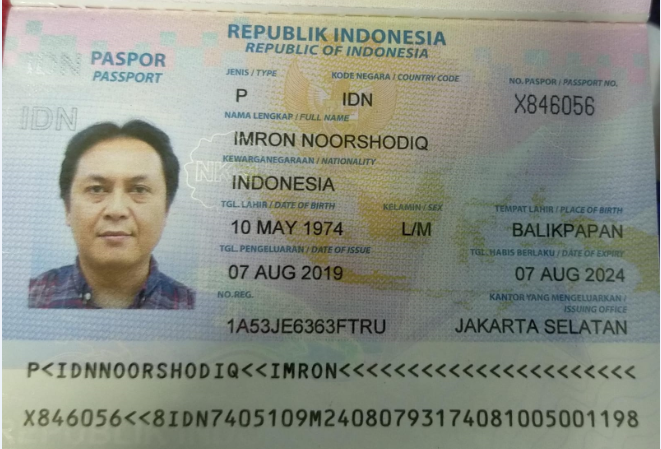 REPUBLIK INDONESIA
REPUBLIC OF INDONESIA
PASPOR
PASSPORT
JENIS / TYPE KODE NEGARA / COUNTRY CODE NO. PASPOR / PASSPORT NO.
P IDN X846056
IDN
NAMA LENGKAP / FULL NAME
IMRON NOORSHODIQ
KEWARGANEGARAAN / NATIONALITY
INDONESIA
TGL. LAHIR / DATE OF BIRTH KELAMIN / SEX TEMPAT LAHIR / PLACE OF BIRTH
10 MAY 1974 L/M BALIKPAPAN
TGL. PENGELUARAN / DATE OF ISSUE TGL. HABIS BERLAKU / DATE OF EXPIRY
07 AUG 2019 07 AUG 2024
NO. REG. KANTOR YANG MENGELUARKAN /
ISSUING OFFICE
1A53JE6363FTRU JAKARTA SELATAN
P<IDNNOORSHODIQ<<IMRON<<<<<<<<<<<<<<<<<<<<<<
X846056<<8IDN7405109M2408079317408100500​1198